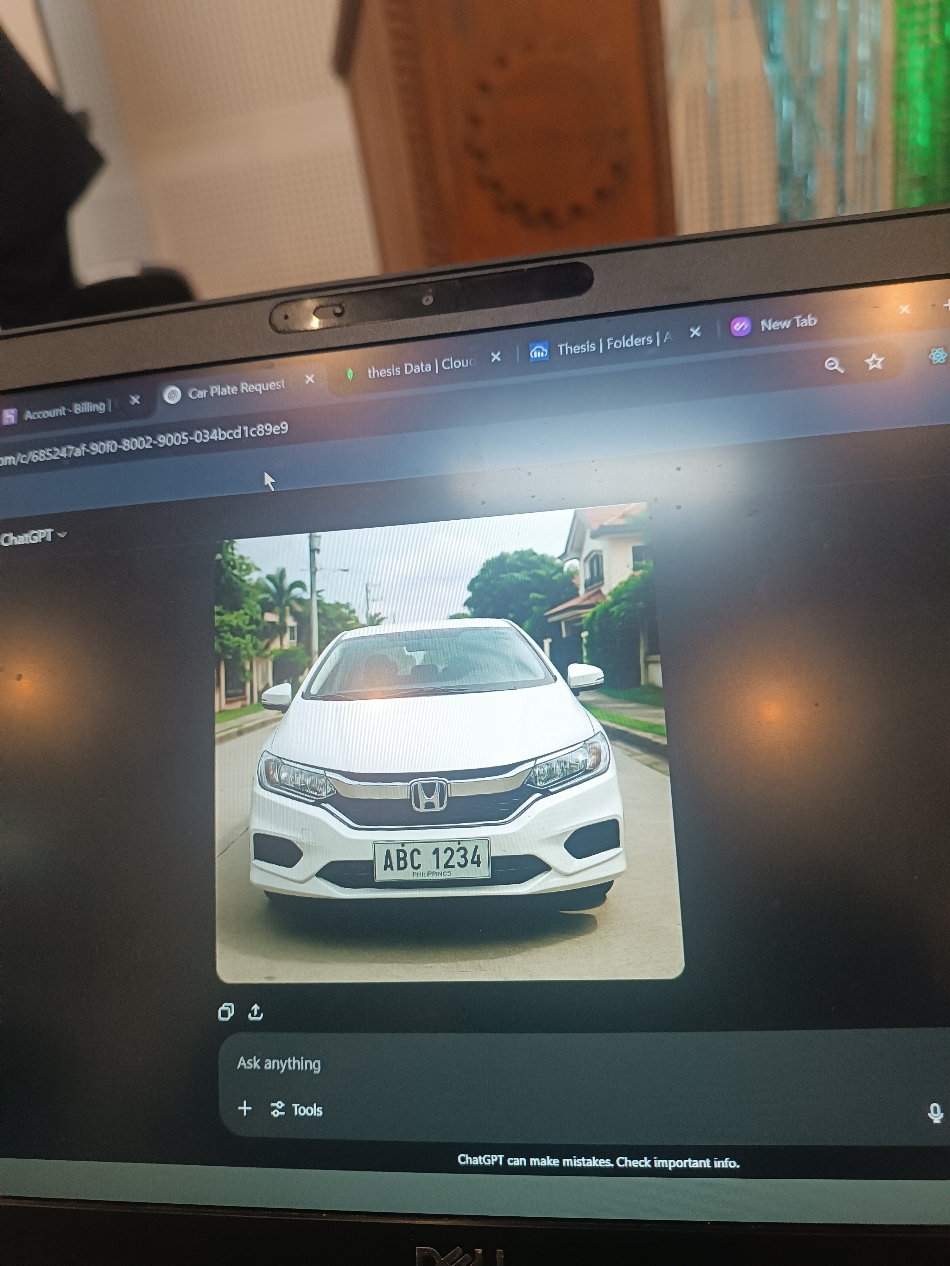 Account - Billing |
Car Plate Request
thesis Data | Clou
Thesis | Folders | A
New Tab
om/c/685247af-90f0-8002-9005-034bcd1c89e9
ChatGPT
ABC 1234
PHILIPPINES
Ask anything
Tools
ChatGPT can make mistakes. Check important info.
DELL